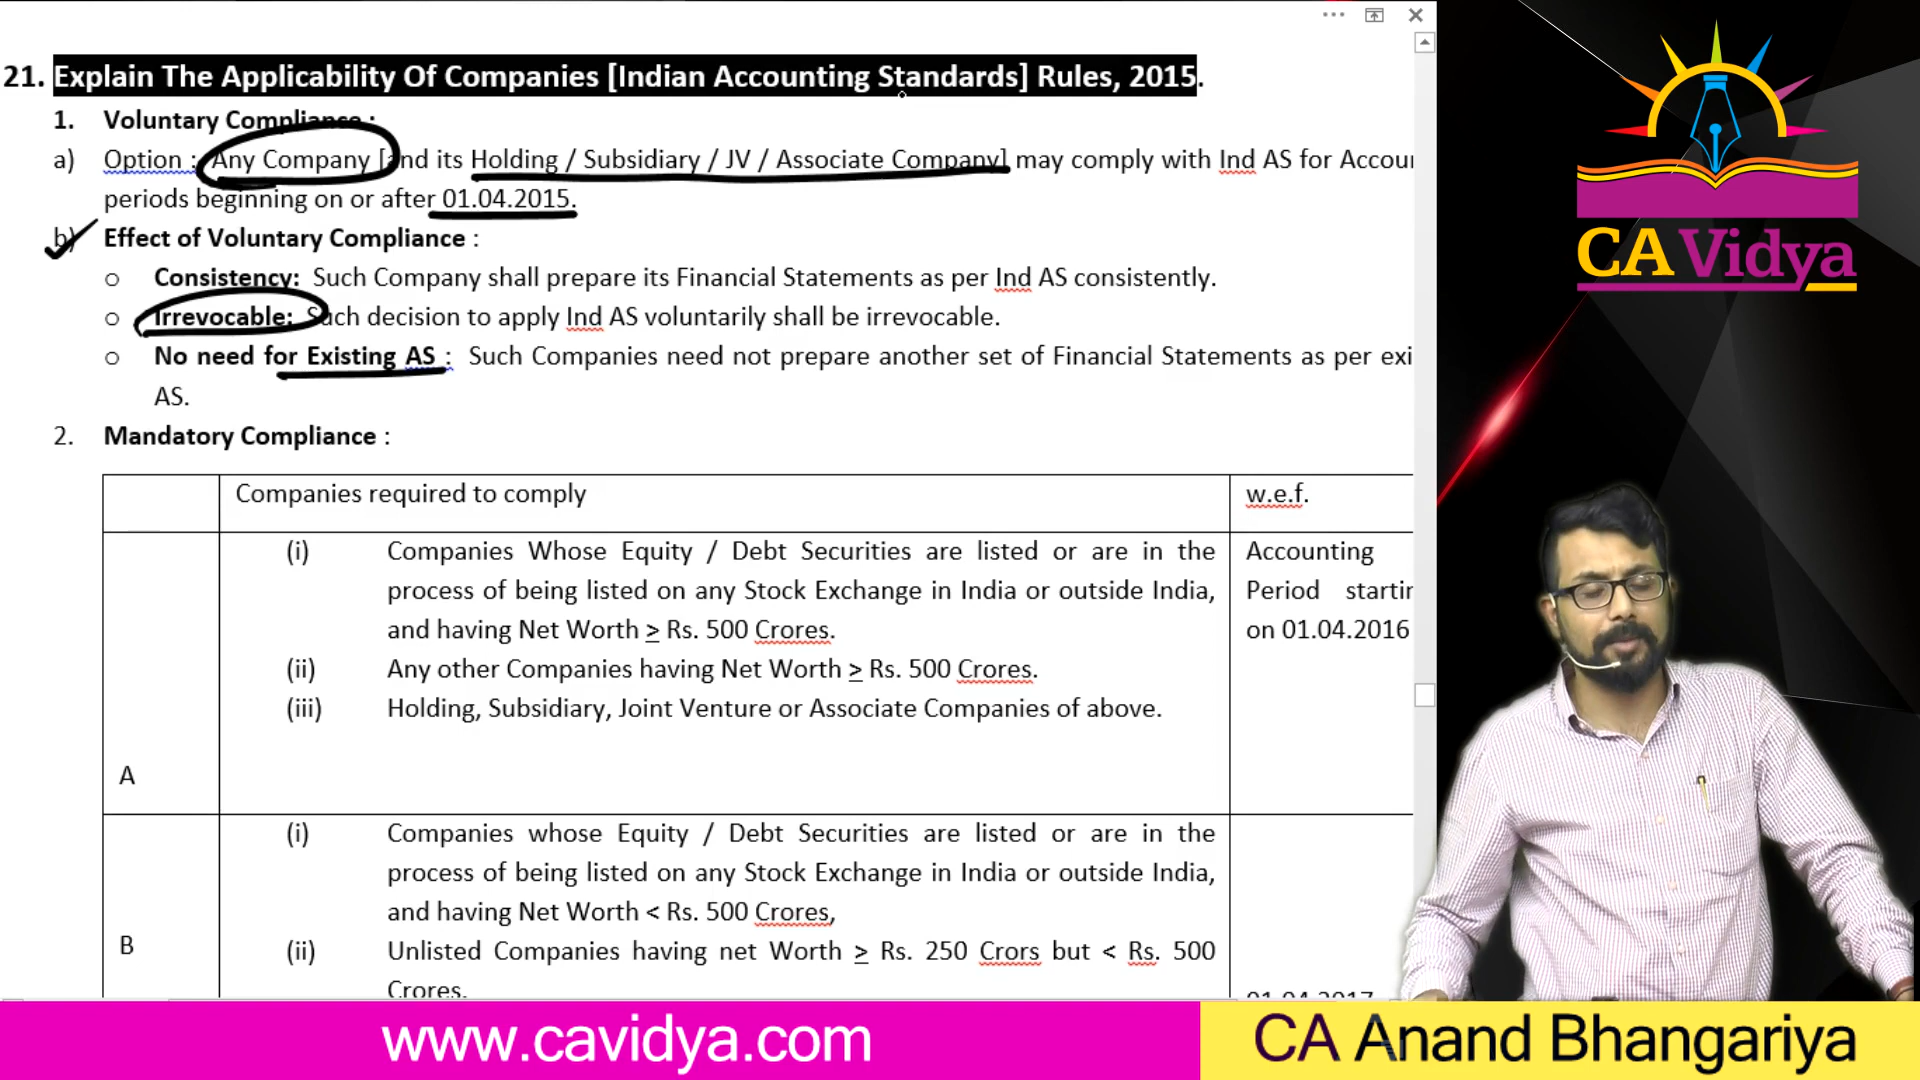 21. Explain The Applicability Of Companies [Indian Accounting Standards] Rules, 2015.
1. Voluntary Compliance :
a) Option : Any Company [and its Holding / Subsidiary / JV / Associate Company] may comply with Ind AS for
periods beginning on or after 01.04.2015.
b) Effect of Voluntary Compliance :
o Consistency: Such Company shall prepare its Financial Statements as per Ind AS consistently.
o Irrevocable: Such decision to apply Ind AS voluntarily shall be irrevocable.
o No need for Existing AS : Such Companies need not prepare another set of Financial Statements as per
AS.
2. Mandatory Compliance :
Companies required to comply
w.e.f.
A
(i) Companies Whose Equity / Debt Securities are listed or are in the
process of being listed on any Stock Exchange in India or outside India,
and having Net Worth ≥ Rs. 500 Crores.
(ii) Any other Companies having Net Worth ≥ Rs. 500 Crores.
(iii) Holding, Subsidiary, Joint Venture or Associate Companies of above.
Accounting
Period
on 01.04.2016
B
(i) Companies whose Equity / Debt Securities are listed or are in the
process of being listed on any Stock Exchange in India or outside India,
and having Net Worth < Rs. 500 Crores,
(ii) Unlisted Companies having net Worth ≥ Rs. 250 Crors but < Rs. 500
Crores.
CA Vidya
www.cavidya.com
CA Anand Bhangariya